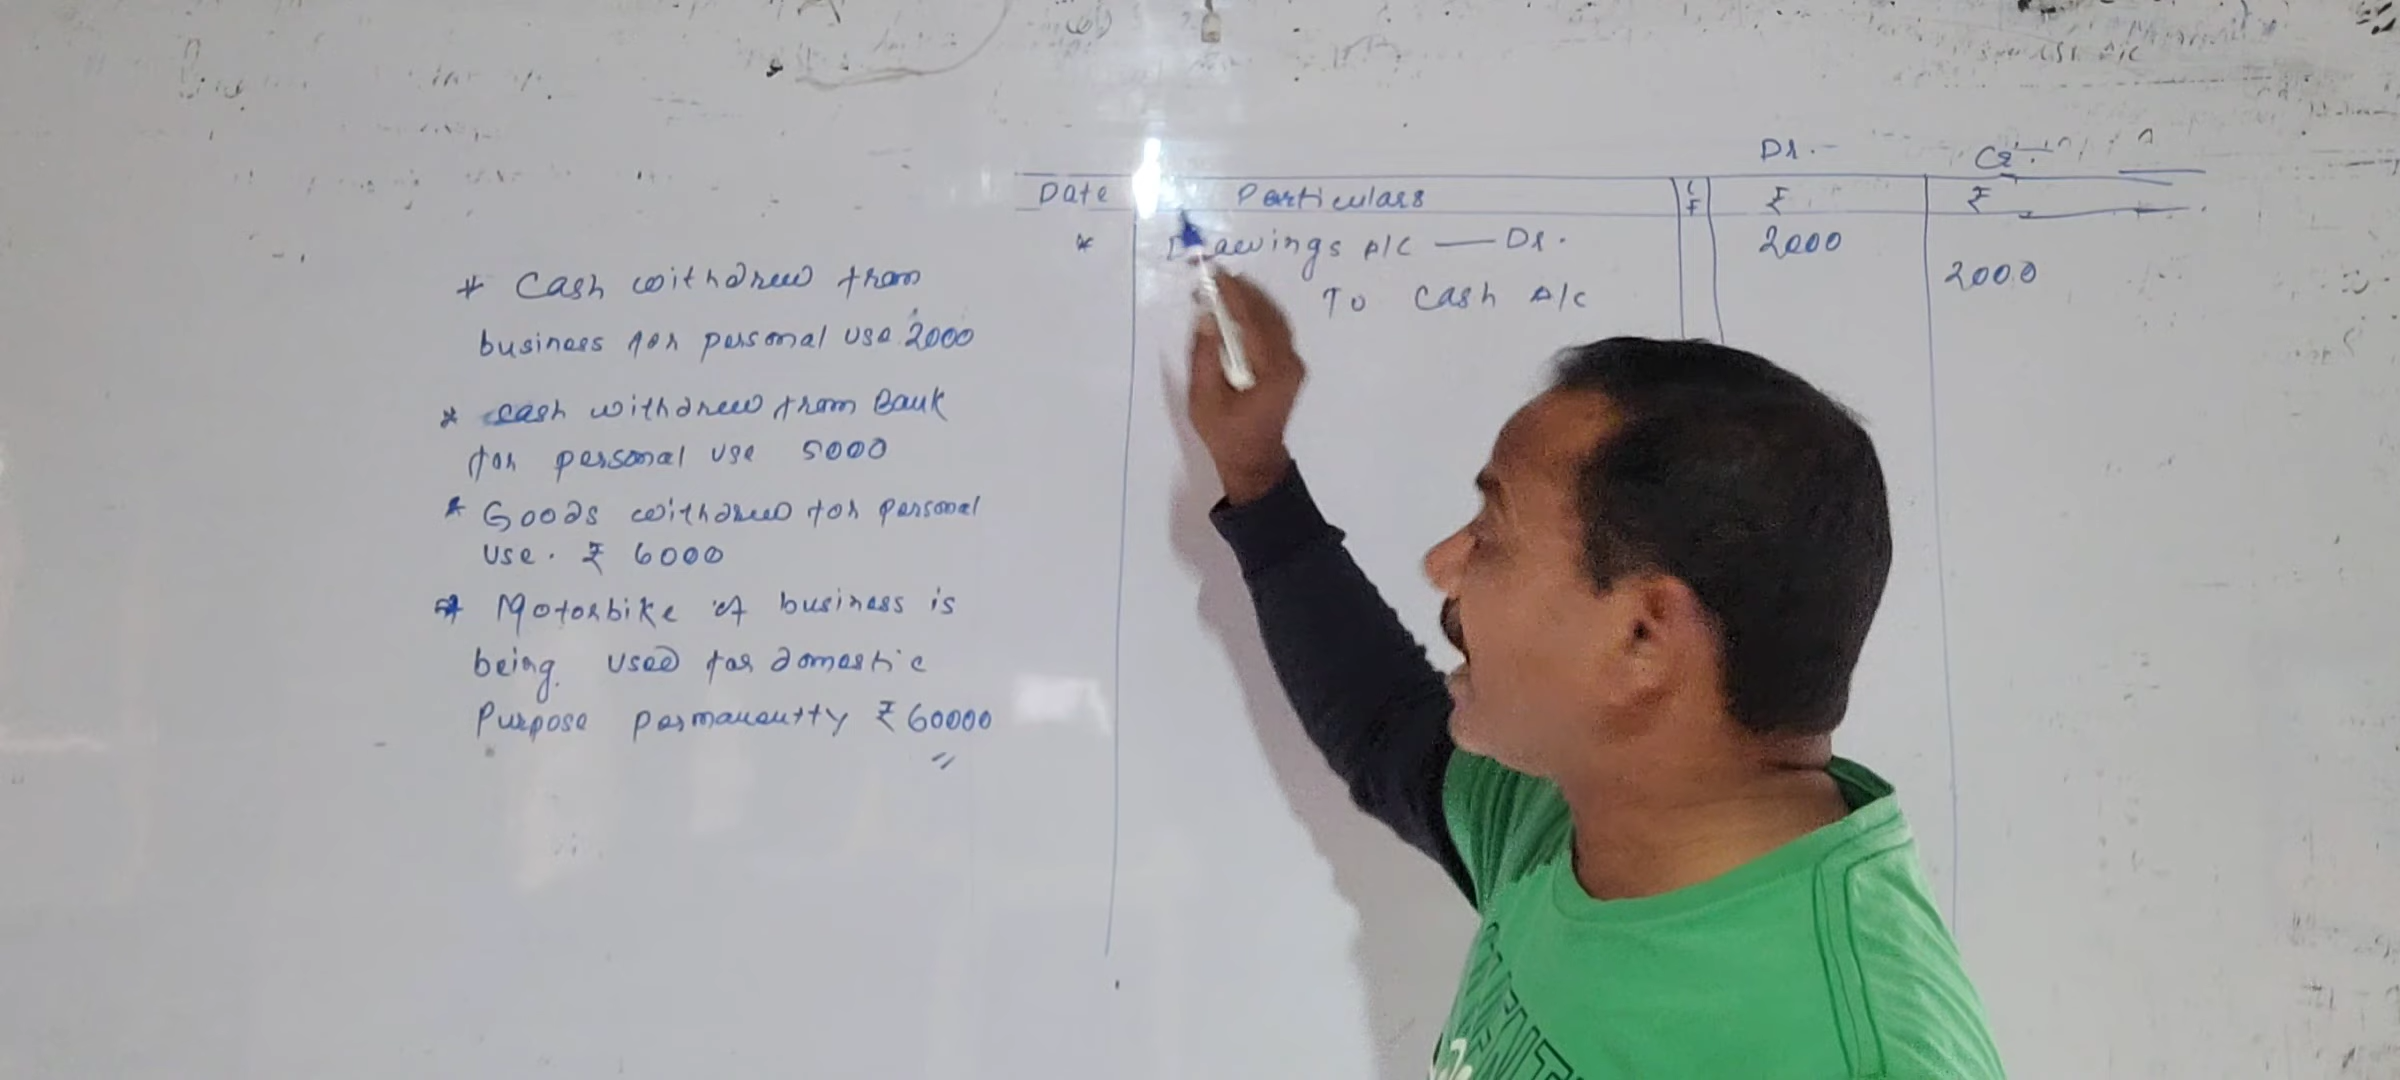 * Cash withdrew from
business for personal use 2000
* cash withdrew from Bank
for personal use 5000
* Goods withdrew for personal
use. ₹ 6000
* Motorbike of business is
being used for domestic
Purpose permanently ₹ 60000
Dr. Cr.
Date Particulars LF ₹ ₹
* Drawings A/C — Dr. 2000
To Cash A/c 2000